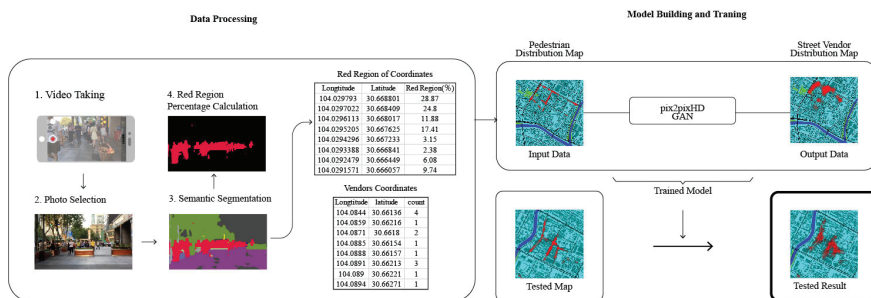 Data Processing
Model Building and Traning
1. Video Taking
4. Red Region
Percentage Calculation
2. Photo Selection
3. Semantic Segmentation
Red Region of Coordinates
Longtitude Latitude Red Region(%)
104.029793 30.668801 28.87
104.0297022 30.668409 24.8
104.0296113 30.668017 11.88
104.0295205 30.667625 17.41
104.0294296 30.667233 3.15
104.0293388 30.666841 2.38
104.0292479 30.666449 6.08
104.0291571 30.666057 9.74
Vendors Coordinates
Longtitude latitude count
104.0844 30.66136 4
104.0859 30.66216 1
104.0871 30.6618 2
104.0885 30.66154 1
104.0888 30.66157 1
104.0891 30.66213 3
104.089 30.66221 1
104.0894 30.66271 1
Pedestrian
Distribution Map
Street Vendor
Distribution Map
pix2pixHD
GAN
Input Data
Output Data
Trained Model
Tested Map
Tested Result